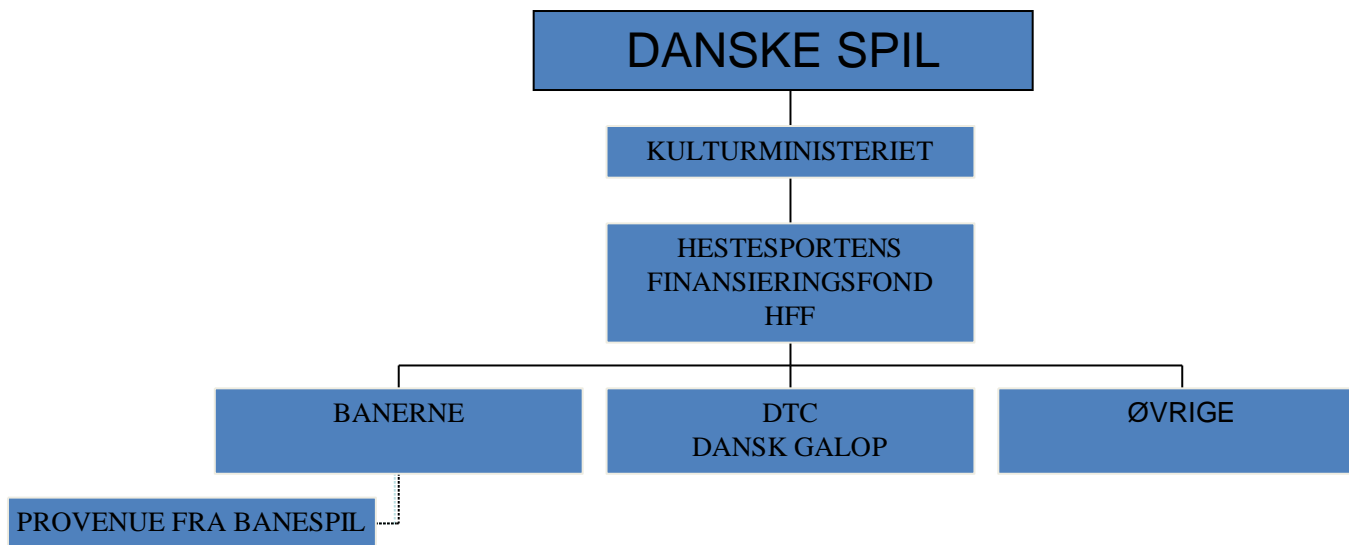 DANSKE SPIL
KULTURMINISTERIET
HESTESPORTENS
FINANSIERINGSFOND
HFF
BANERNE
DTC
DANSK GALOP
ØVRIGE
PROVENUE FRA BANESPIL